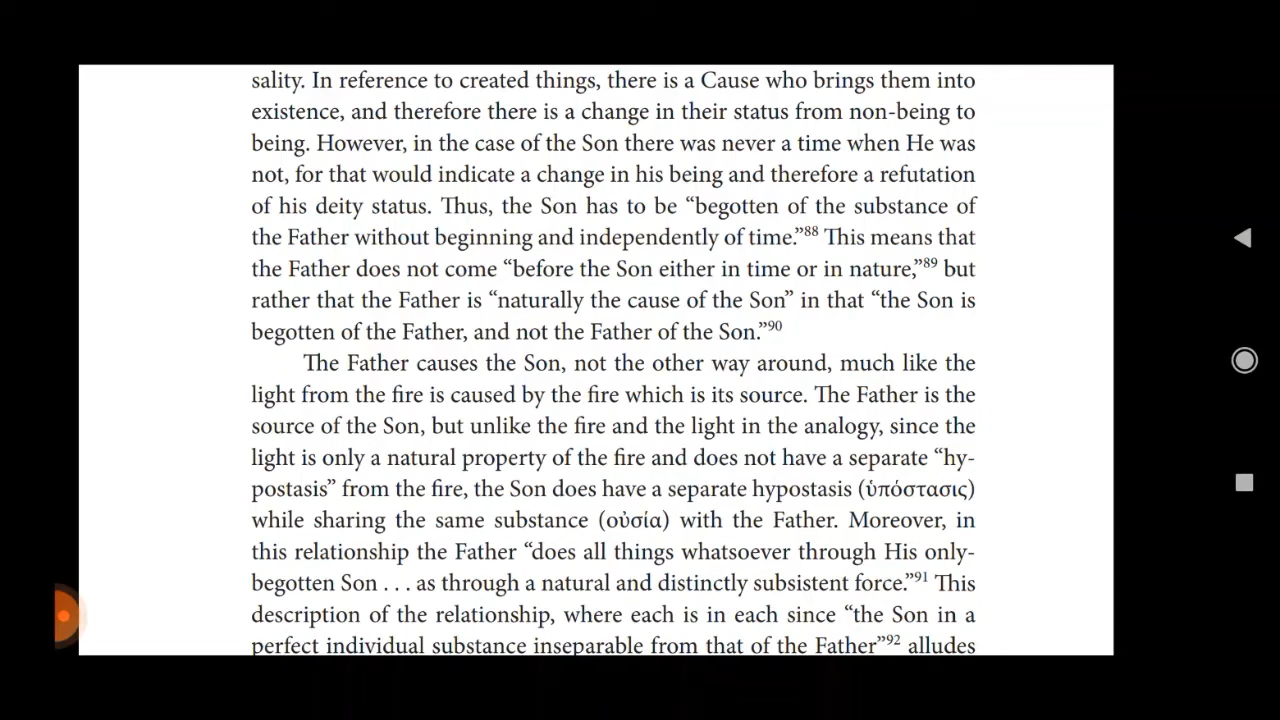 sality. In reference to created things, there is a Cause who brings them into
existence, and therefore there is a change in their status from non-being to
being. However, in the case of the Son there was never a time when He was
not, for that would indicate a change in his being and therefore a refutation
of his deity status. Thus, the Son has to be “begotten of the substance of
the Father without beginning and independently of time.”88 This means that
the Father does not come “before the Son either in time or in nature,”89 but
rather that the Father is “naturally the cause of the Son” in that “the Son is
begotten of the Father, and not the Father of the Son.”90
The Father causes the Son, not the other way around, much like the
light from the fire is caused by the fire which is its source. The Father is the
source of the Son, but unlike the fire and the light in the analogy, since the
light is only a natural property of the fire and does not have a separate “hy-
postasis” from the fire, the Son does have a separate hypostasis (ὑπόστασις)
while sharing the same substance (οὐσία) with the Father. Moreover, in
this relationship the Father “does all things whatsoever through His only-
begotten Son . . . as through a natural and distinctly subsistent force.”91 This
description of the relationship, where each is in each since “the Son in a
perfect individual substance inseparable from that of the Father”92 alludes